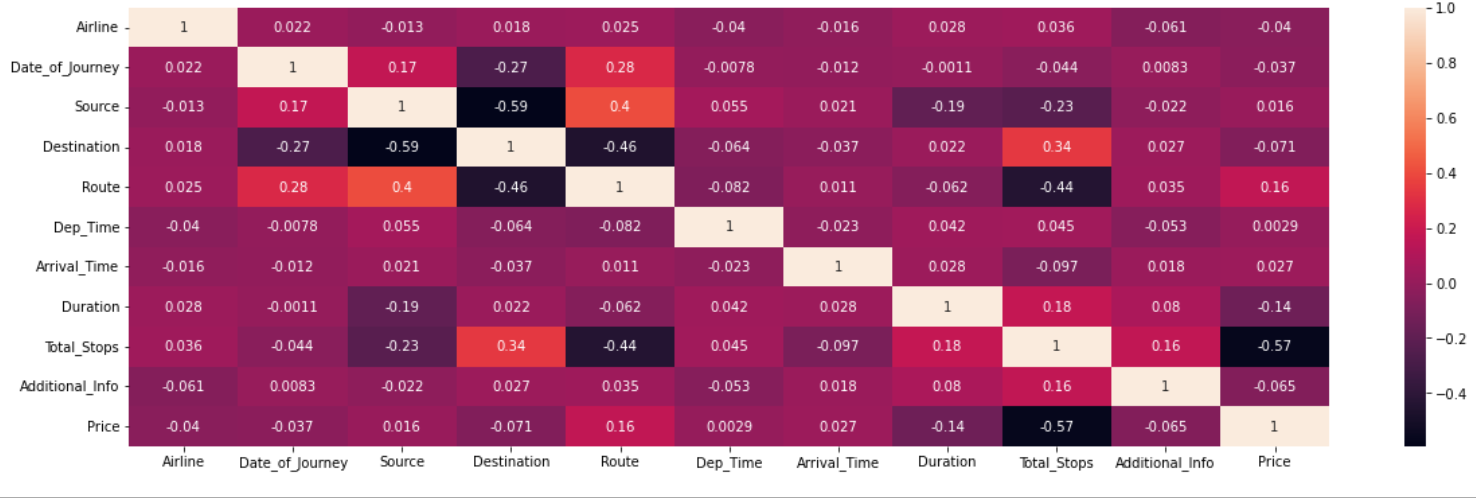 Airline 1 0.022 -0.013 0.018 0.025 -0.04 -0.016 0.028 0.036 -0.061 -0.04
Date_of_Journey 0.022 1 0.17 -0.27 0.28 -0.0078 -0.012 -0.0011 -0.044 0.0083 -0.037
Source -0.013 0.17 1 -0.59 0.4 0.055 0.021 -0.19 -0.23 -0.022 0.016
Destination 0.018 -0.27 -0.59 1 -0.46 -0.064 -0.037 0.022 0.34 0.027 -0.071
Route 0.025 0.28 0.4 -0.46 1 -0.082 0.011 -0.062 -0.44 0.035 0.16
Dep_Time -0.04 -0.0078 0.055 -0.064 -0.082 1 -0.023 0.042 0.045 -0.053 0.0029
Arrival_Time -0.016 -0.012 0.021 -0.037 0.011 -0.023 1 0.028 -0.097 0.018 0.027
Duration 0.028 -0.0011 -0.19 0.022 -0.062 0.042 0.028 1 0.18 0.08 -0.14
Total_Stops 0.036 -0.044 -0.23 0.34 -0.44 0.045 -0.097 0.18 1 0.16 -0.57
Additional_Info -0.061 0.0083 -0.022 0.027 0.035 -0.053 0.018 0.08 0.16 1 -0.065
Price -0.04 -0.037 0.016 -0.071 0.16 0.0029 0.027 -0.14 -0.57 -0.065 1
Airline Date_of_Journey Source Destination Route Dep_Time Arrival_Time Duration Total_Stops Additional_Info Price
1.0
0.8
0.6
0.4
0.2
0.0
−0.2
−0.4